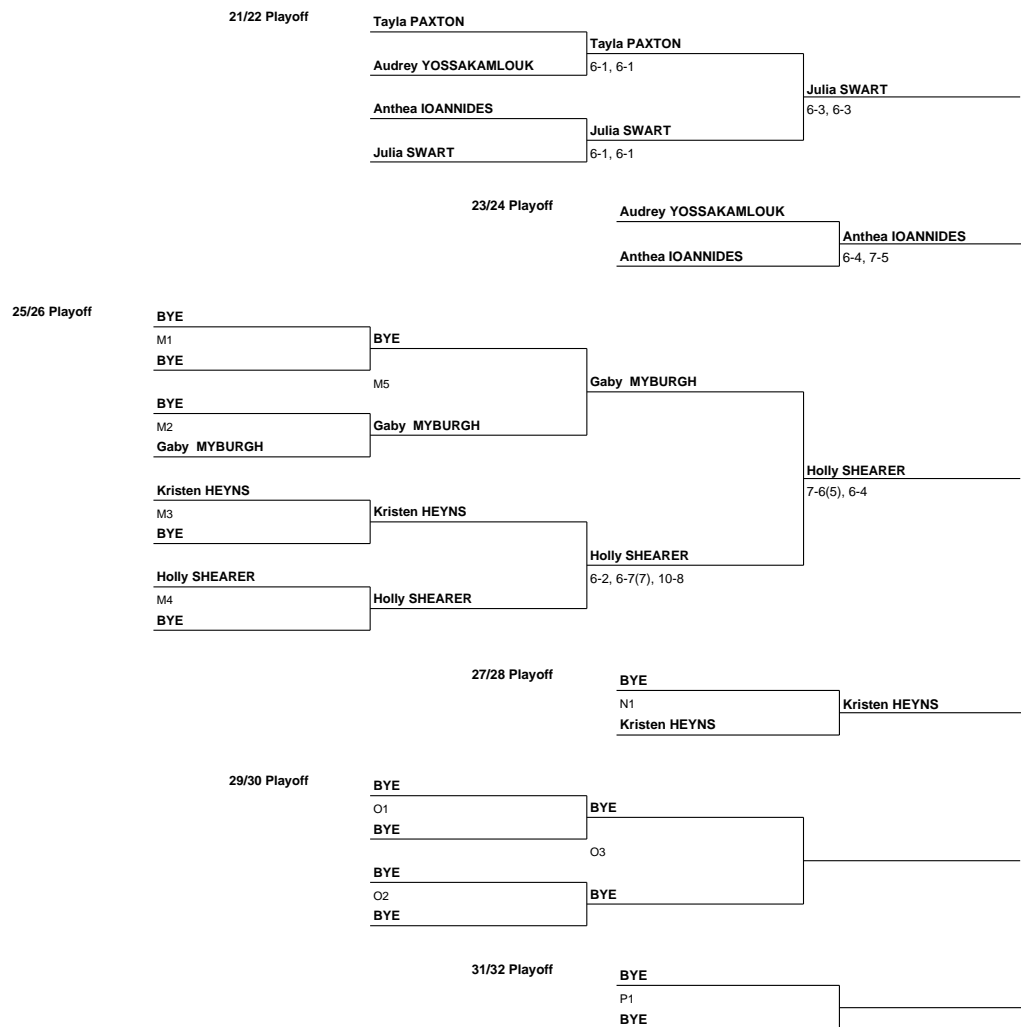 21/22 Playoff
Tayla PAXTON
Tayla PAXTON
Audrey YOSSAKAMLOUK
6-1, 6-1
Julia SWART
6-3, 6-3
Anthea IOANNIDES
Julia SWART
Julia SWART
6-1, 6-1
23/24 Playoff
Audrey YOSSAKAMLOUK
Anthea IOANNIDES
Anthea IOANNIDES
6-4, 7-5
25/26 Playoff
BYE
M1
BYE
BYE
M5
Gaby MYBURGH
BYE
M2
Gaby MYBURGH
Gaby MYBURGH
Holly SHEARER
7-6(5), 6-4
Kristen HEYNS
M3
Kristen HEYNS
BYE
Holly SHEARER
6-2, 6-7(7), 10-8
Holly SHEARER
M4
Holly SHEARER
BYE
27/28 Playoff
BYE
N1
Kristen HEYNS
Kristen HEYNS
29/30 Playoff
BYE
O1
BYE
BYE
O3
BYE
O2
BYE
BYE
31/32 Playoff
BYE
P1
BYE